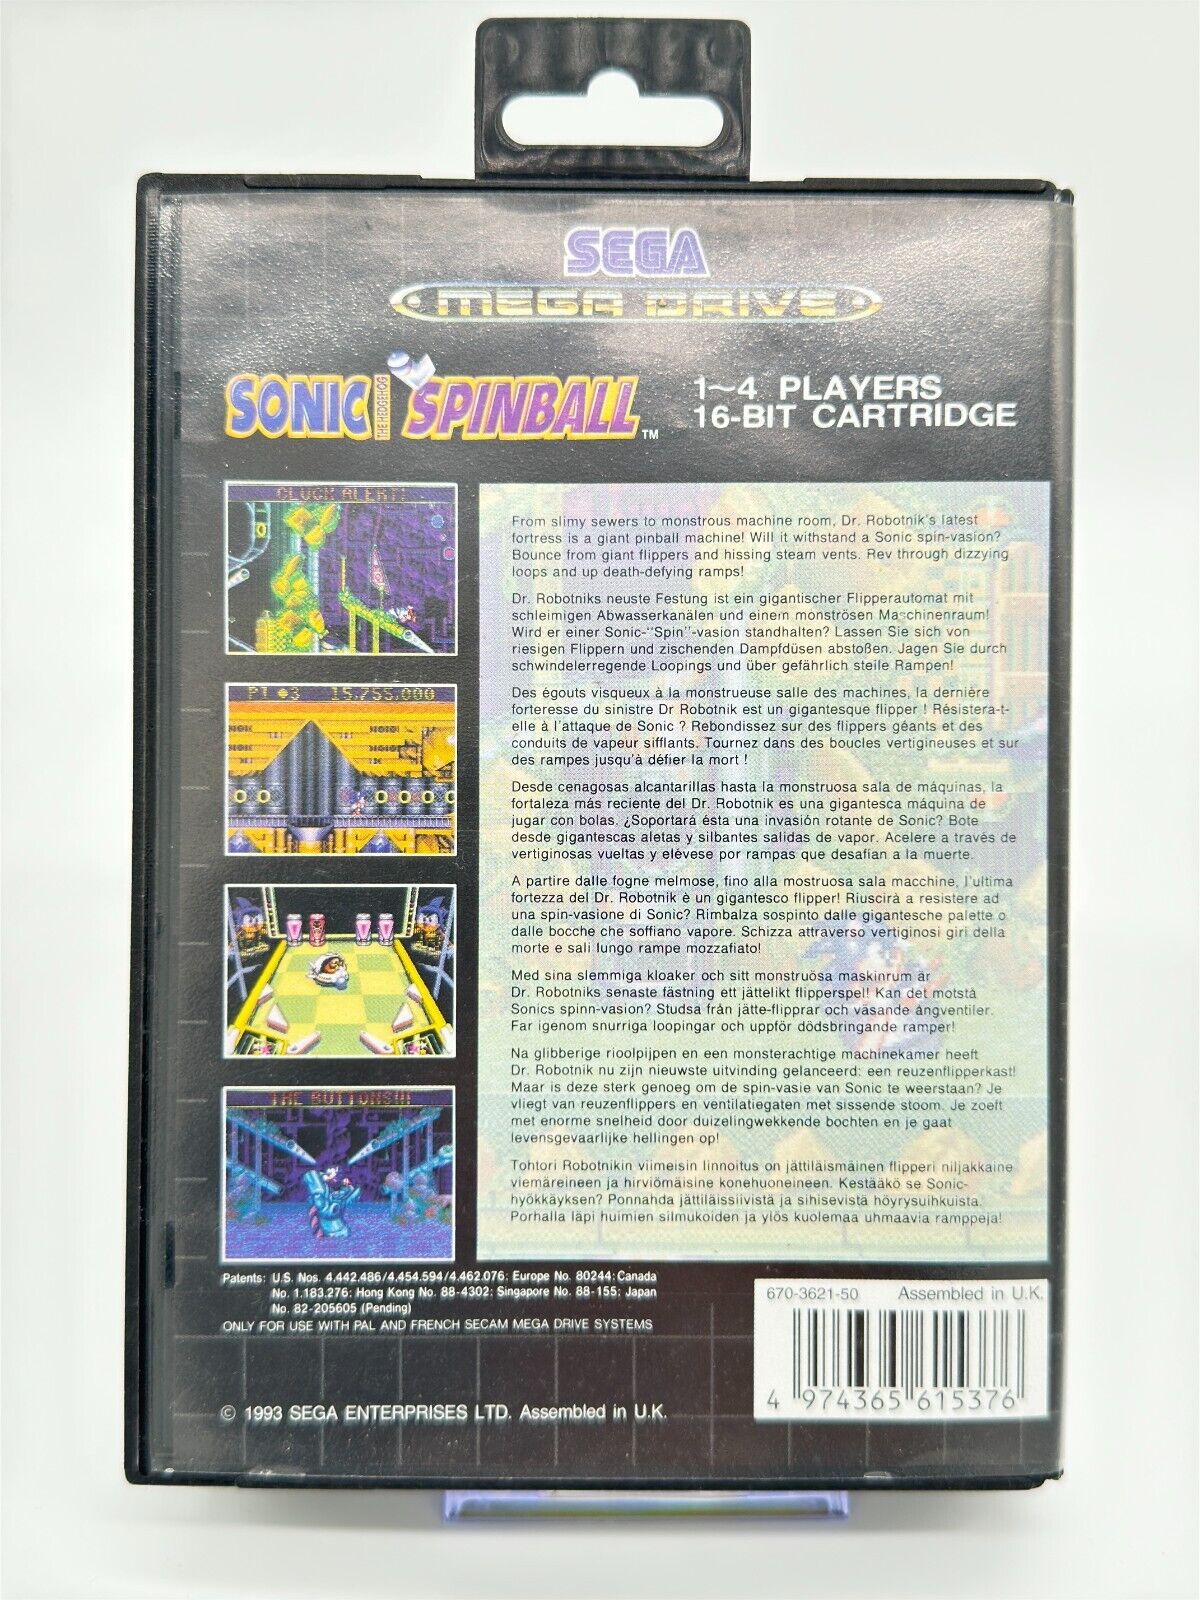 SEGA
MEGA DRIVE
SONIC THE HEDGEHOG SPINBALL TM
1~4 PLAYERS
16-BIT CARTRIDGE
CLUCK ALERT!
From slimy sewers to monstrous machine room, Dr. Robotnik's latest
fortress is a giant pinball machine! Will it withstand a Sonic spin-vasion?
Bounce from giant flippers and hissing steam vents. Rev through dizzying
loops and up death-defying ramps!
Dr. Robotniks neuste Festung ist ein gigantischer Flipperautomat mit
schleimigen Abwasserkanälen und einem monströsen Maschinenraum!
Wird er einer Sonic-"Spin"-vasion standhalten? Lassen Sie sich von
riesigen Flippern und zischenden Dampfdüsen abstoßen. Jagen Sie durch
schwindelerregende Loopings und über gefährlich steile Rampen!
P1 3 15,755,000
Des égouts visqueux à la monstrueuse salle des machines, la dernière
forteresse du sinistre Dr Robotnik est un gigantesque flipper ! Résistera-t-
elle à l'attaque de Sonic ? Rebondissez sur des flippers géants et des
conduits de vapeur sifflants. Tournez dans des boucles vertigineuses et sur
des rampes jusqu'à défier la mort !
Desde cenagosas alcantarillas hasta la monstruosa sala de máquinas, la
fortaleza más reciente del Dr. Robotnik es una gigantesca máquina de
jugar con bolas. ¿Soportará ésta una invasión rotante de Sonic? Bote
desde gigantescas aletas y silbantes salidas de vapor. Acelere a través de
vertiginosas vueltas y elévese por rampas que desafian a la muerte.
A partire dalle fogne melmose, fino alla mostruosa sala macchine, l'ultima
fortezza del Dr. Robotnik è un gigantesco flipper! Riuscirà a resistere ad
una spin-vasione di Sonic? Rimbalza sospinto dalle gigantesche palette o
dalle bocche che soffiano vapore. Schizza attraverso vertiginosi giri della
morte e sali lungo rampe mozzafiato!
Med sina slemmiga kloaker och sitt monstruösa maskinrum är
Dr. Robotniks senaste fästning ett jättelikt flipperspel! Kan det motstå
Sonics spinn-vasion? Studsa från jätte-flipprar och väsande ångventiler.
Far igenom snurriga loopingar och uppför dödsbringande ramper!
Na glibberige rioolpijpen en een monsterachtige machinekamer heeft
Dr. Robotnik nu zijn nieuwste uitvinding gelanceerd: een reuzenflipperkast!
Maar is deze sterk genoeg om de spin-vasie van Sonic te weerstaan? Je
vliegt van reuzenflippers en ventilatiegaten met sissende stoom. Je zoeft
met enorme snelheid door duizelingwekkende bochten en je gaat
levensgevaarlijke hellingen op!
THE BUTTONS!!!
Tohtori Robotnikin viimeisin linnoitus on jättiläismäinen flipperi niljakkaine
viemäreineen ja hirviömäisine konehuoneineen. Kestääkö se Sonic-
hyökkäyksen? Ponnahda jättiläissiivistä ja sihisevistä höyrysuihkuista.
Porhalla läpi huimien silmukoiden ja ylös kuolemaa uhmaavia ramppeja!
Patents: U.S. Nos. 4,442,486/4,454,594/4,462,076; Europe No. 80244; Canada
No. 1,183,276; Hong Kong No. 88-4302; Singapore No. 88-155; Japan
No. 82-205605 (Pending)
ONLY FOR USE WITH PAL AND FRENCH SECAM MEGA DRIVE SYSTEMS
670-3621-50 Assembled in U.K.
4 974365 615376
© 1993 SEGA ENTERPRISES LTD. Assembled in U.K.